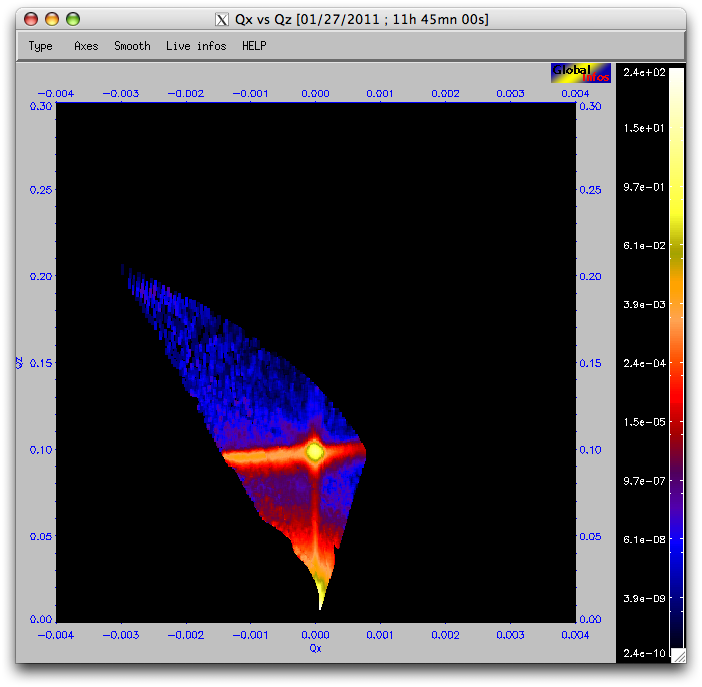 X Qx vs Qz [01/27/2011 ; 11h 45mn 00s]
Type Axes Smooth Live infos HELP
Global
infos
-0.004 -0.003 -0.002 -0.001 0.000 0.001 0.002 0.003 0.004
0.30 0.30
0.25 0.25
0.20 0.20
0.15 0.15
Qz
0.10 0.10
0.05 0.05
0.00 0.00
-0.004 -0.003 -0.002 -0.001 0.000 0.001 0.002 0.003 0.004
Qx
2.4e+02
1.5e+01
9.7e-01
6.1e-02
3.9e-03
2.4e-04
1.5e-05
9.7e-07
6.1e-08
3.9e-09
2.4e-10